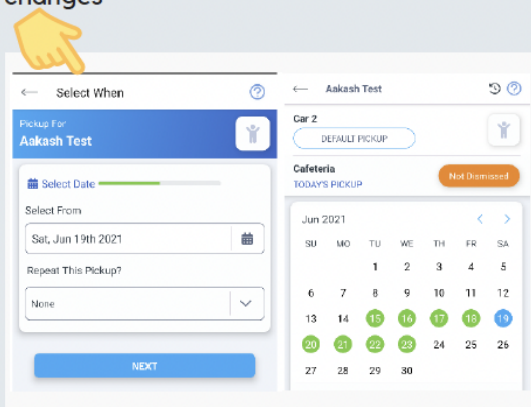 changes
Select When
Pickup For
Aakash Test
Select Date
Select From
Sat, Jun 19th 2021
Repeat This Pickup?
None
NEXT
Aakash Test
Car 2
DEFAULT PICKUP
Cafeteria
TODAY'S PICKUP
Not Dismissed
Jun 2021
SU MO TU WE TH FR SA
1 2 3 4 5
6 7 8 9 10 11 12
13 14 15 16 17 18 19
20 21 22 23 24 25 26
27 28 29 30